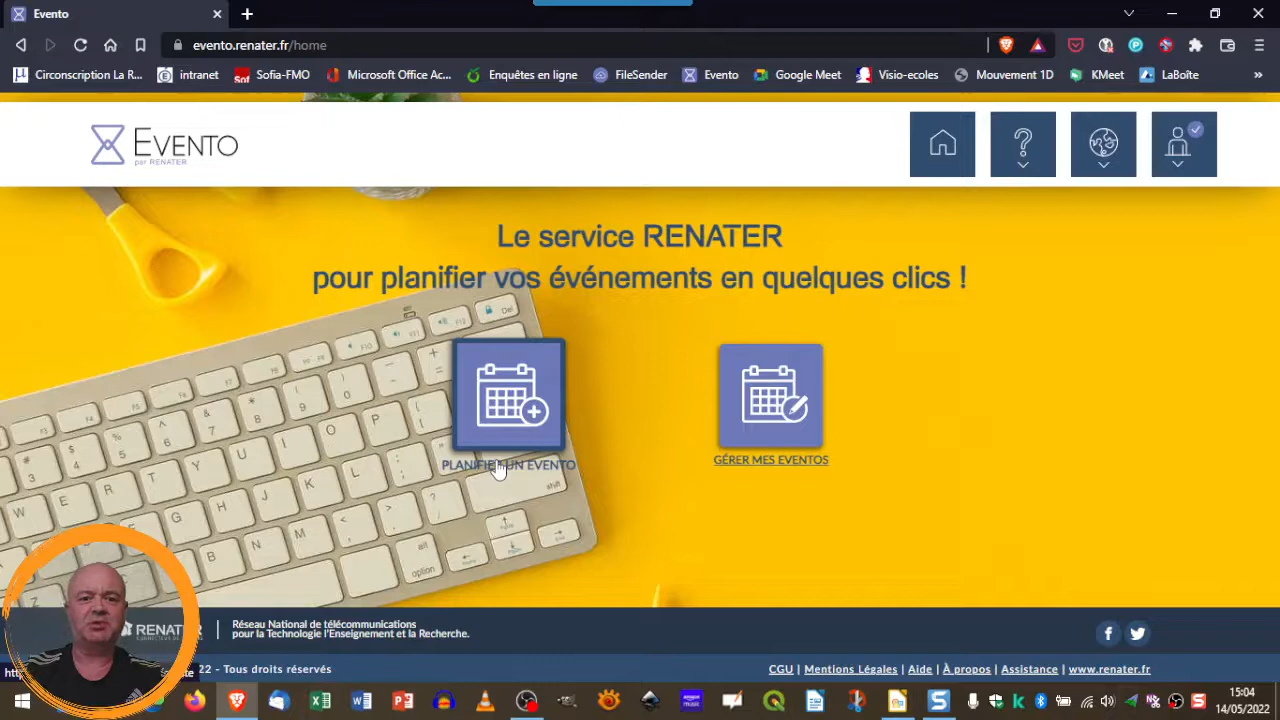 Evento
evento.renater.fr/home
Circonscription La R... intranet Sofia-FMO Microsoft Office Ac... Enquêtes en ligne FileSender Evento Google Meet Visio-ecoles Mouvement 1D KMeet LaBoîte »
EVENTO
par RENATER
Le service RENATER
pour planifier vos événements en quelques clics !
PLANIFIER UN EVENTO
GÉRER MES EVENTOS
RENATER
Réseau National de télécommunications
pour la Technologie l'Enseignement et la Recherche.
22 - Tous droits réservés
CGU | Mentions Légales | Aide | À propos | Assistance | www.renater.fr
15:04
14/05/2022